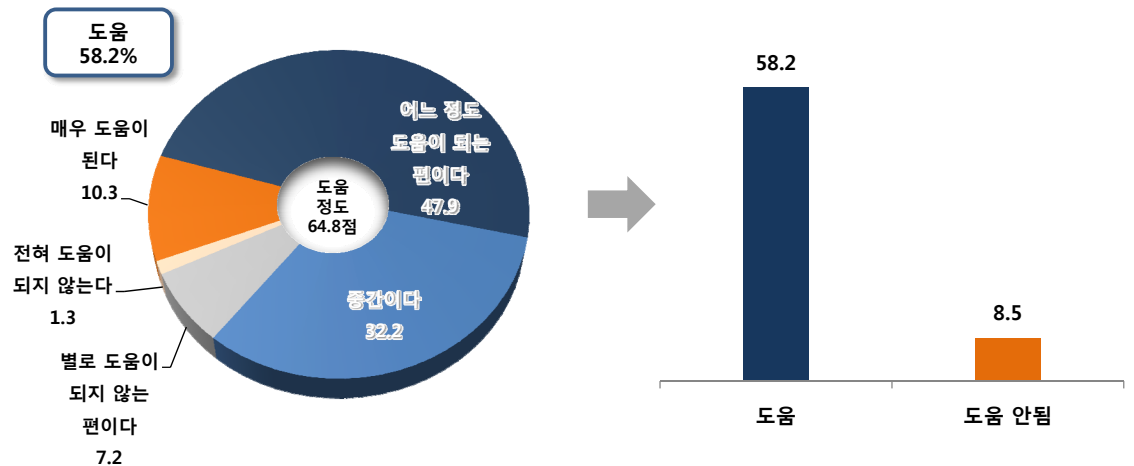 도움
58.2%
매우 도움이
된다
10.3
어느 정도
도움이 되는
편이다
47.9
도움
정도
64.8점
전혀 도움이
되지 않는다
1.3
중간이다
32.2
별로 도움이
되지 않는
편이다
7.2
58.2
8.5
도움
도움 안됨